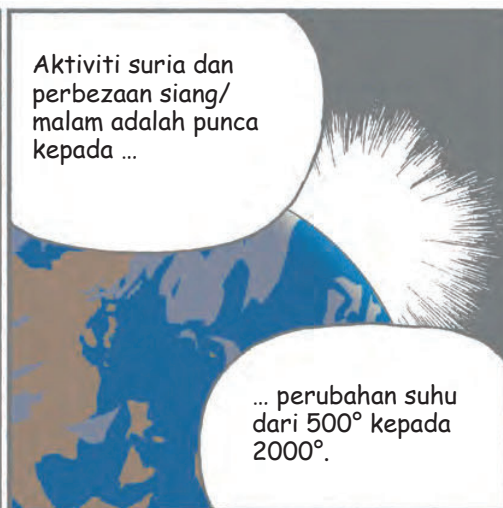 Aktiviti suria dan
perbezaan siang/
malam adalah punca
kepada ...
... perubahan suhu
dari 500° kepada
2000°.